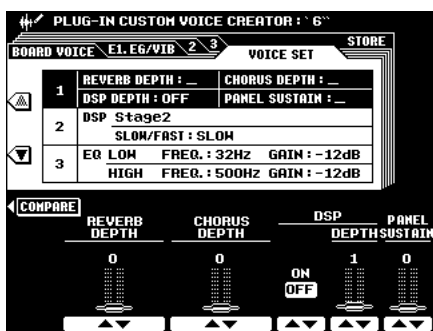 PLUG-IN CUSTOM VOICE CREATOR : ` 6``
STORE
BOARD VOICE E1. EG/VIB 2 3 VOICE SET
1 REVERB DEPTH : _ CHORUS DEPTH : _
DSP DEPTH : OFF PANEL SUSTAIN : _
2 DSP Stage2
SLOW/FAST : SLOW
3 EQ LOW FREQ. : 32Hz GAIN : -12dB
HIGH FREQ. : 500Hz GAIN : -12dB
COMPARE
REVERB DEPTH CHORUS DEPTH DSP DEPTH PANEL SUSTAIN
0 0 1 0
ON
OFF